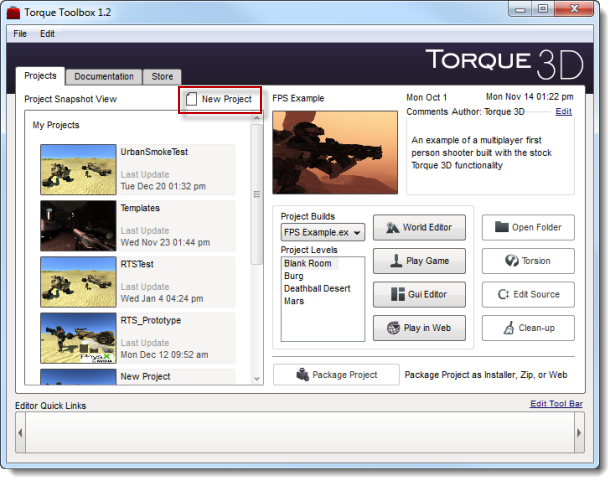 Torque Toolbox 1.2
File Edit
TORQUE 3D
Projects Documentation Store
Project Snapshot View
New Project
My Projects
UrbanSmokeTest
Last Update
Tue Dec 20 01:32 pm
Templates
Last Update
Wed Nov 23 01:44 pm
RTSTest
Last Update
Wed Jan 4 04:24 pm
RTS_Prototype
Last Update
Mon Dec 12 09:52 am
New Project
FPS Example
Mon Oct 1 Mon Nov 14 01:22 pm
Comments Author: Torque 3D Edit
An example of a multiplayer first
person shooter built with the stock
Torque 3D functionality
Project Builds
FPS Example.ex
Project Levels
Blank Room
Burg
Deathball Desert
Mars
World Editor
Play Game
Gui Editor
Play in Web
Open Folder
Torsion
Edit Source
Clean-up
Package Project
Package Project as Installer, Zip, or Web
Editor Quick Links
Edit Tool Bar